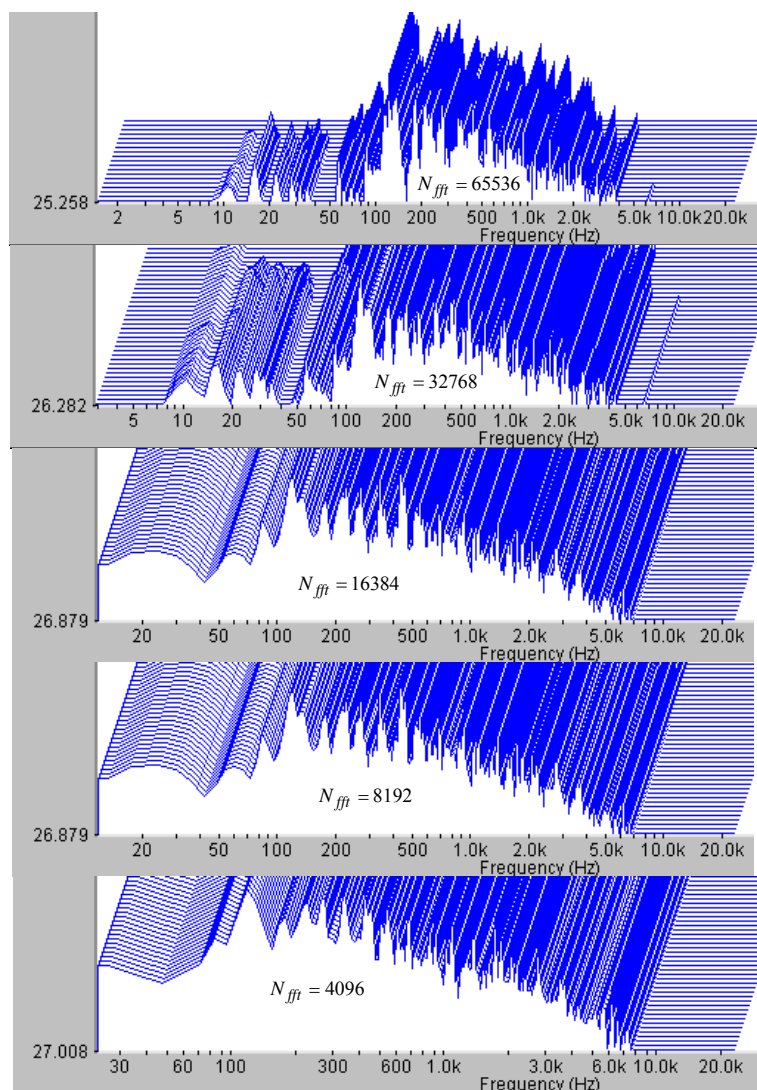 N_fft = 65536
25.258
2 5 10 20 50 100 200 500 1.0k 2.0k 5.0k 10.0k 20.0k
Frequency (Hz)
N_fft = 32768
26.282
5 10 20 50 100 200 500 1.0k 2.0k 5.0k 10.0k 20.0k
Frequency (Hz)
N_fft = 16384
26.879
20 50 100 200 500 1.0k 2.0k 5.0k 10.0k 20.0k
Frequency (Hz)
N_fft = 8192
26.879
20 50 100 200 500 1.0k 2.0k 5.0k 10.0k 20.0k
Frequency (Hz)
N_fft = 4096
27.008
30 60 100 300 600 1.0k 3.0k 6.0k 10.0k 20.0k
Frequency (Hz)